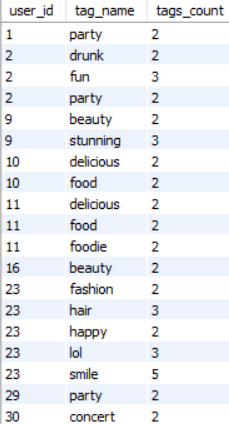 user_id tag_name tags_count
1 party 2
2 drunk 2
2 fun 3
2 party 2
9 beauty 2
9 stunning 3
10 delicious 2
10 food 2
11 delicious 2
11 food 2
11 foodie 2
16 beauty 2
23 fashion 2
23 hair 3
23 happy 2
23 lol 3
23 smile 5
29 party 2
30 concert 2